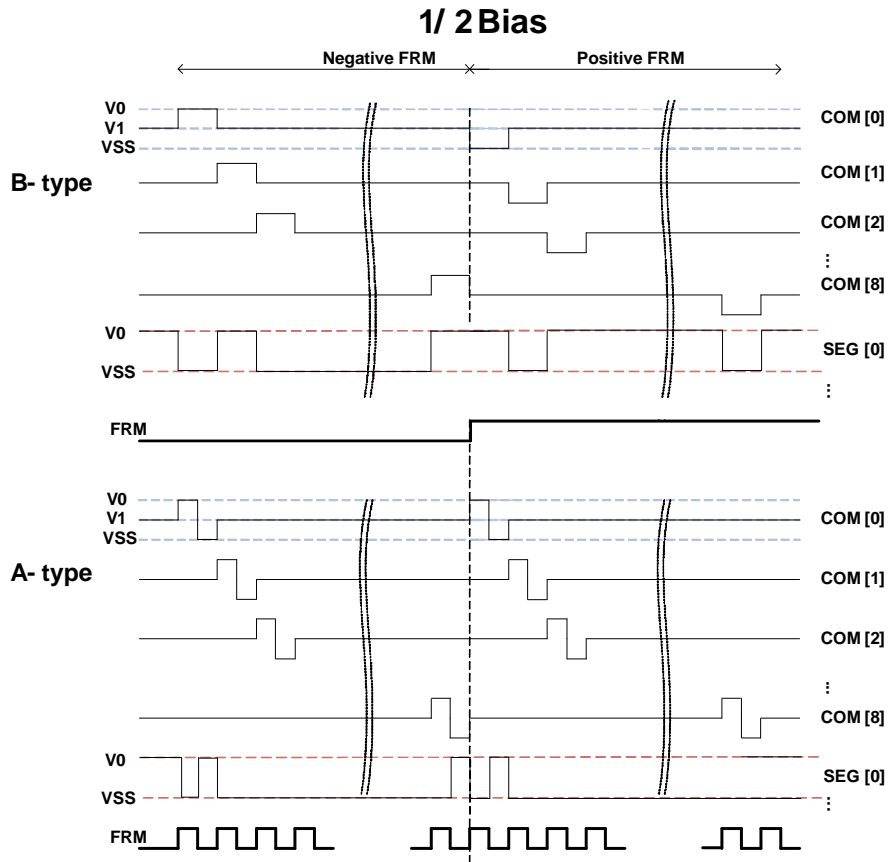 1/ 2 Bias
Negative FRM
Positive FRM
V0
V1
VSS
COM [0]
B- type
COM [1]
COM [2]
...
COM [8]
V0
VSS
SEG [0]
...
FRM
V0
V1
VSS
COM [0]
A- type
COM [1]
COM [2]
...
COM [8]
V0
VSS
SEG [0]
...
FRM